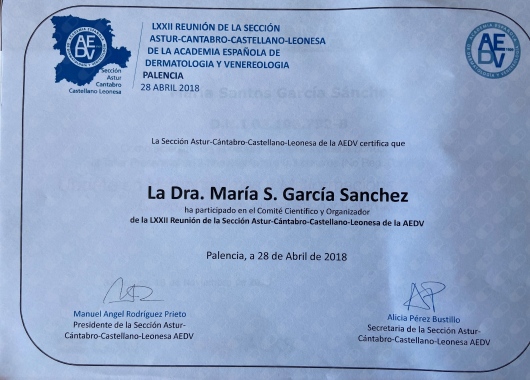 LXXII REUNIÓN DE LA SECCIÓN
ASTUR-CANTABRO-CASTELLANO-LEONESA
DE LA ACADEMIA ESPAÑOLA DE
DERMATOLOGIA Y VENEREOLOGIA
PALENCIA
28 ABRIL 2018
AEDV
Sección
Astur
Cantabro
Castellano Leonesa
AEDV
La Sección Astur-Cántabro-Castellano-Leonesa de la AEDV certifica que
La Dra. María S. García Sanchez
ha participado en el Comité Científico y Organizador
de la LXXII Reunión de la Sección Astur-Cántabro-Castellano-Leonesa de la AEDV
Palencia, a 28 de Abril de 2018
Manuel Angel Rodríguez Prieto
Presidente de la Sección Astur-
Cántabro-Castellano-Leonesa AEDV
Alicia Pérez Bustillo
Secretaria de la Sección Astur-
Cántabro-Castellano-Leonesa AEDV